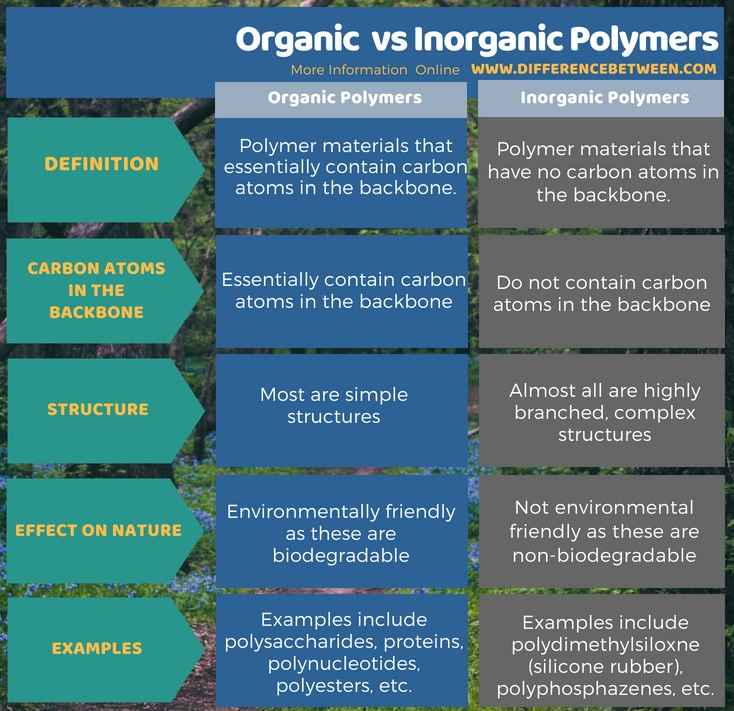 Organic vs Inorganic Polymers
More Information Online WWW.DIFFERENCEBETWEEN.COM
Organic Polymers
Inorganic Polymers
DEFINITION
Polymer materials that
essentially contain carbon
atoms in the backbone.
Polymer materials that
have no carbon atoms in
the backbone.
CARBON ATOMS
IN THE
BACKBONE
Essentially contain carbon
atoms in the backbone
Do not contain carbon
atoms in the backbone
STRUCTURE
Most are simple
structures
Almost all are highly
branched, complex
structures
EFFECT ON NATURE
Environmentally friendly
as these are
biodegradable
Not environmental
friendly as these are
non-biodegradable
EXAMPLES
Examples include
polysaccharides, proteins,
polynucleotides,
polyesters, etc.
Examples include
polydimethylsiloxne
(silicone rubber),
polyphosphazenes, etc.